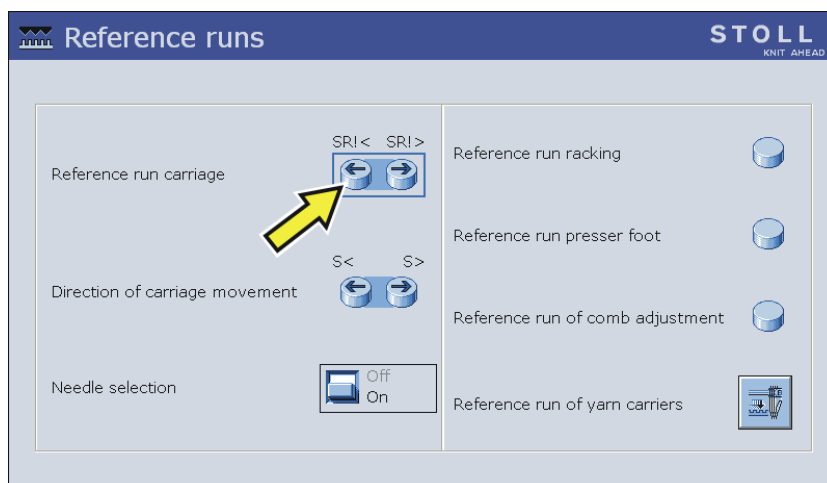 Reference runs
STOLL
KNIT AHEAD
SR!< SR!>
Reference run carriage
S< S>
Direction of carriage movement
Needle selection
Off
On
Reference run racking
Reference run presser foot
Reference run of comb adjustment
Reference run of yarn carriers